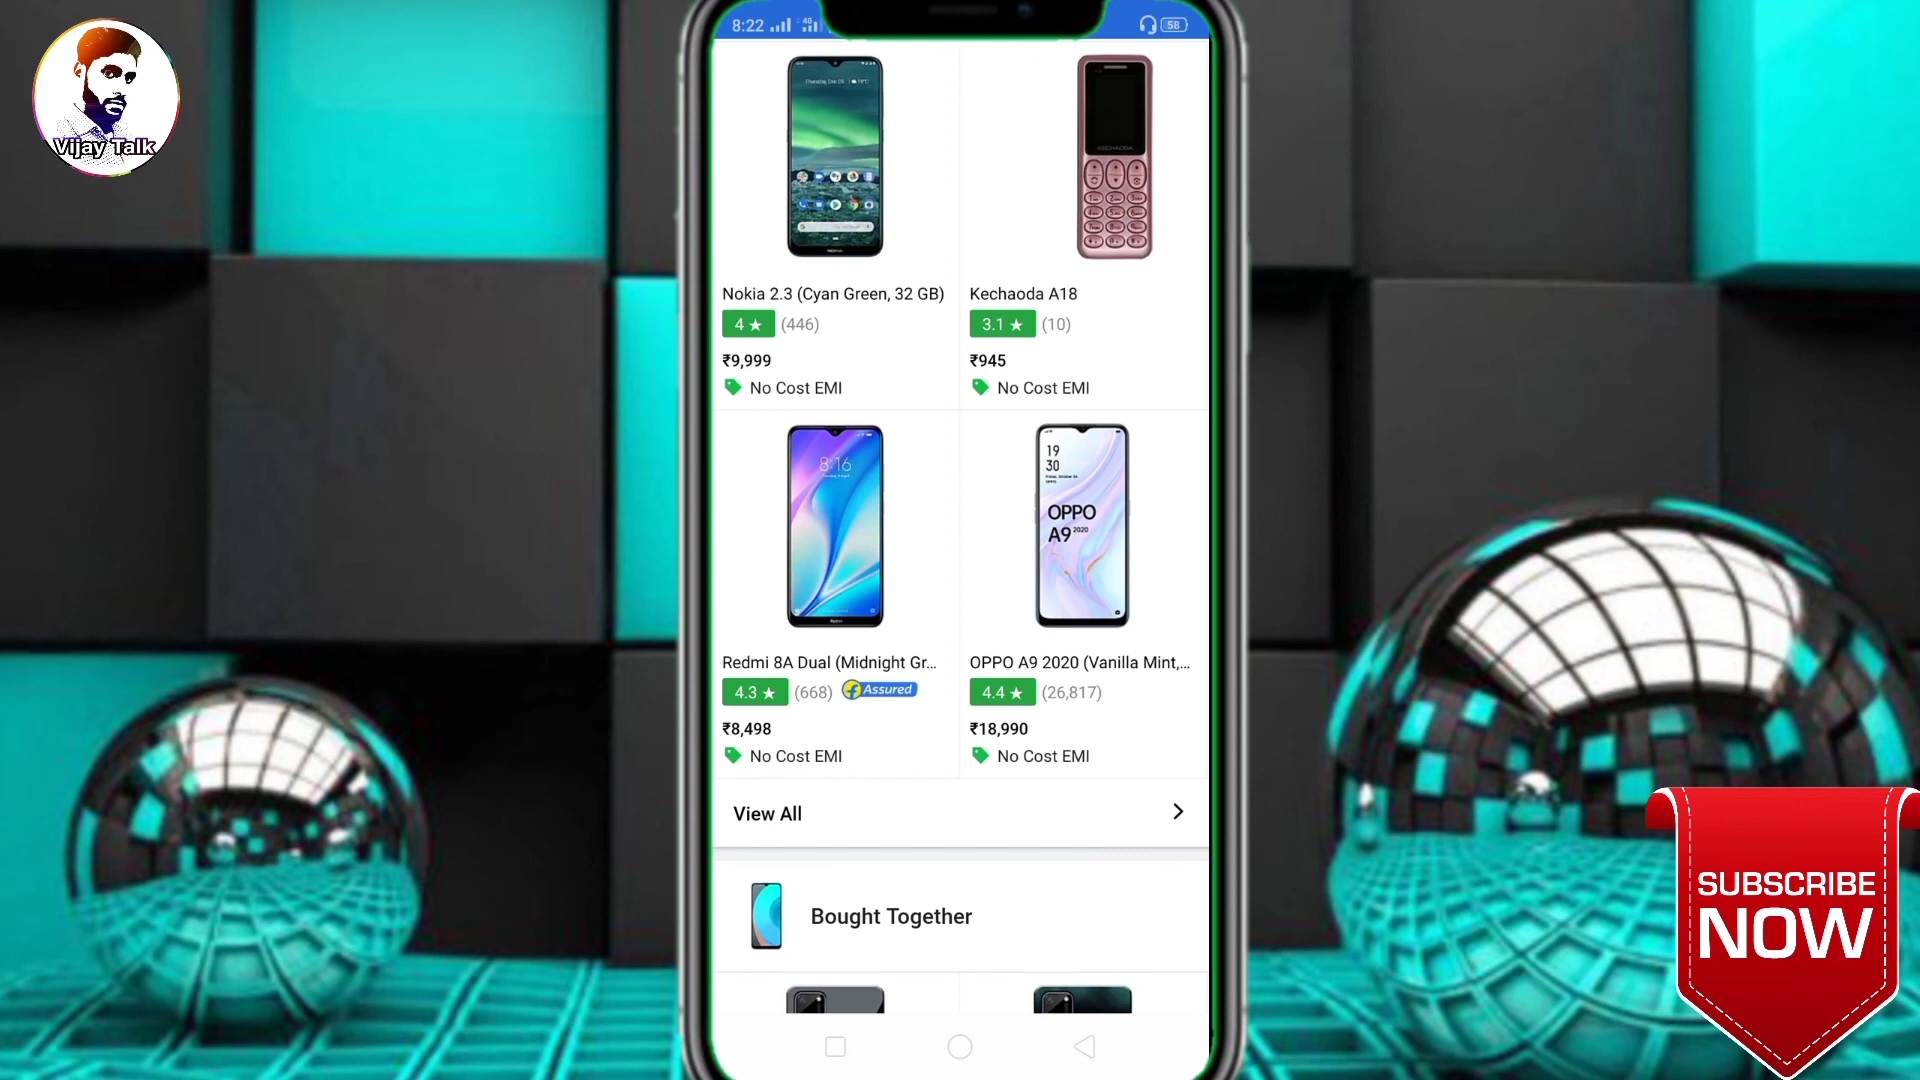 Vijay Talk
8:22
4G
58
KECHAODA
Nokia 2.3 (Cyan Green, 32 GB)
4 ★ (446)
₹9,999
No Cost EMI
Kechaoda A18
3.1 ★ (10)
₹945
No Cost EMI
8:16
Redmi 8A Dual (Midnight Gr...
4.3 ★ (668) f Assured
₹8,498
No Cost EMI
19
30
OPPO
A9 2020
OPPO A9 2020 (Vanilla Mint,...
4.4 ★ (26,817)
₹18,990
No Cost EMI
View All
Bought Together
SUBSCRIBE
NOW